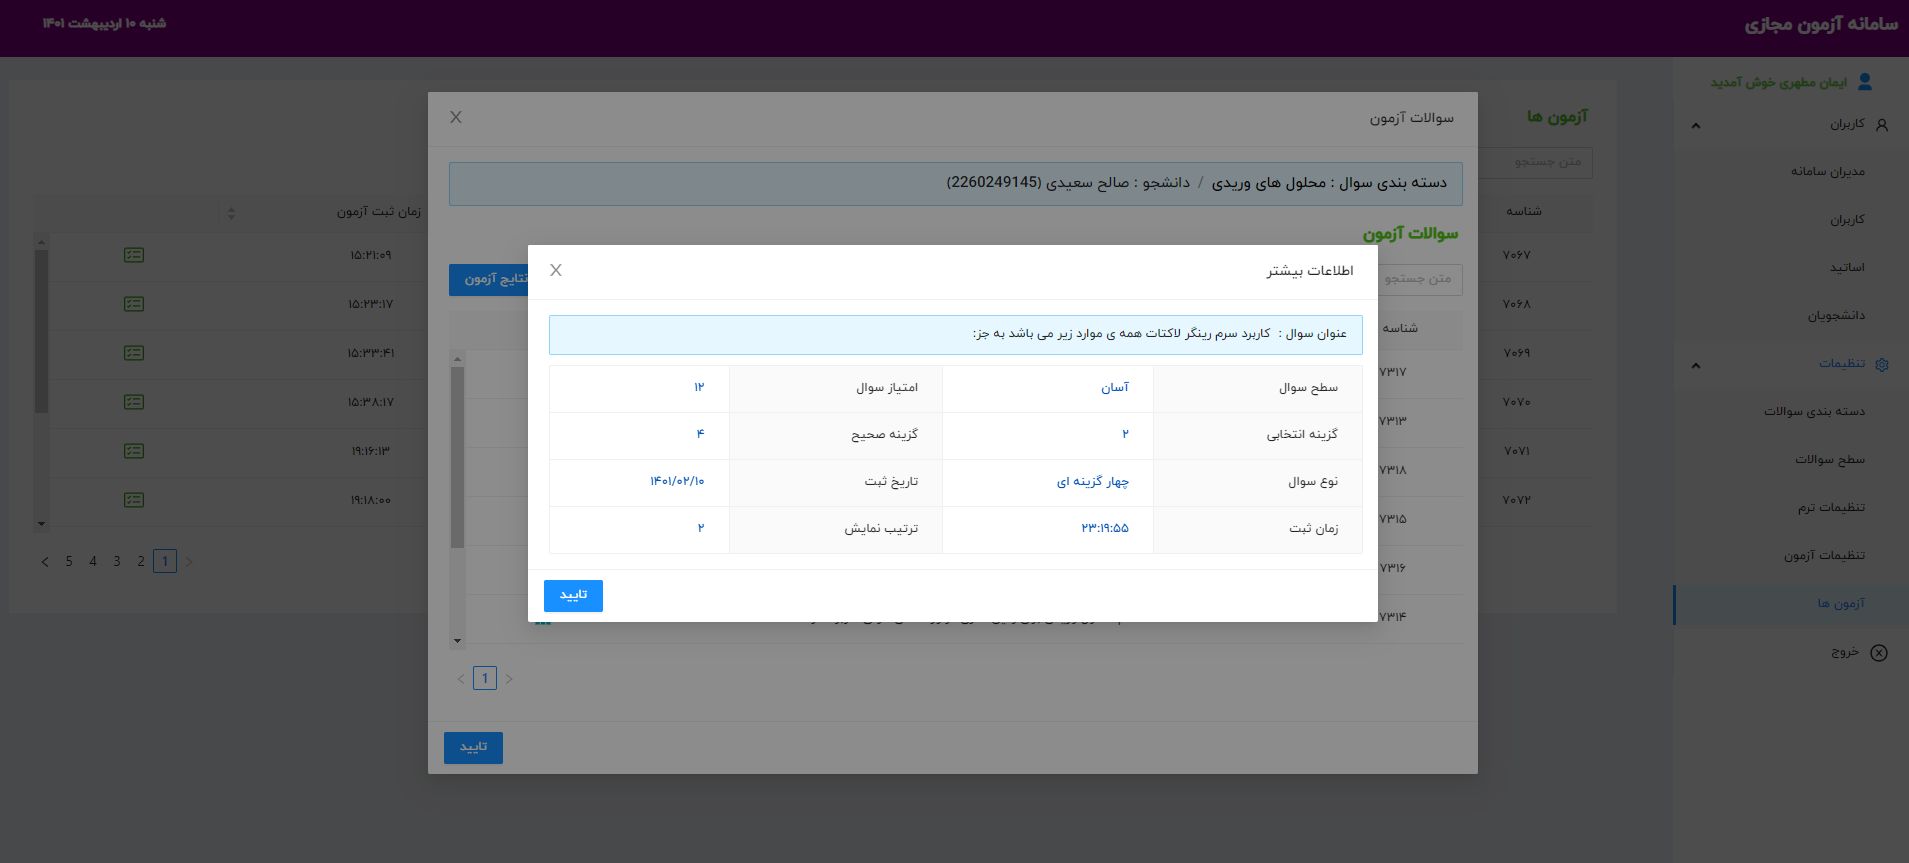 سامانه آزمون مجازی
شنبه ۱۰ اردیبهشت ۱۴۰۱
ایمان مطهری خوش آمدید
کاربران
مدیران سامانه
کاربران
اساتید
دانشجویان
تنظیمات
دسته بندی سوالات
سطح سوالات
تنظیمات ترم
تنظیمات آزمون
آزمون ها
خروج
آزمون ها
متن جستجو
شناسه
زمان ثبت آزمون
۷۰۶۷
۱۵:۲۱:۰۹
۷۰۶۸
۱۵:۲۳:۱۷
۷۰۶۹
۱۵:۳۳:۴۱
۷۰۷۰
۱۵:۳۸:۱۷
۷۰۷۱
۱۹:۱۶:۱۳
۷۰۷۲
۱۹:۱۸:۰۰
< 5 4 3 2 1 >
سوالات آزمون
X
دسته بندی سوال : محلول های وریدی / دانشجو : صالح سعیدی (2260249145)
سوالات آزمون
متن جستجو
نتایج آزمون
شناسه
۷۳۱۷
۷۳۱۳
۷۳۱۸
۷۳۱۵
۷۳۱۶
۷۳۱۴
< 1 >
تایید
اطلاعات بیشتر
X
عنوان سوال : کاربرد سرم رینگر لاکتات همه ی موارد زیر می باشد به جز:
سطح سوال آسان امتیاز سوال ۱۲
گزینه انتخابی ۲ گزینه صحیح ۴
نوع سوال چهار گزینه ای تاریخ ثبت ۱۴۰۱/۰۲/۱۰
زمان ثبت ۲۳:۱۹:۵۵ ترتیب نمایش ۲
تایید